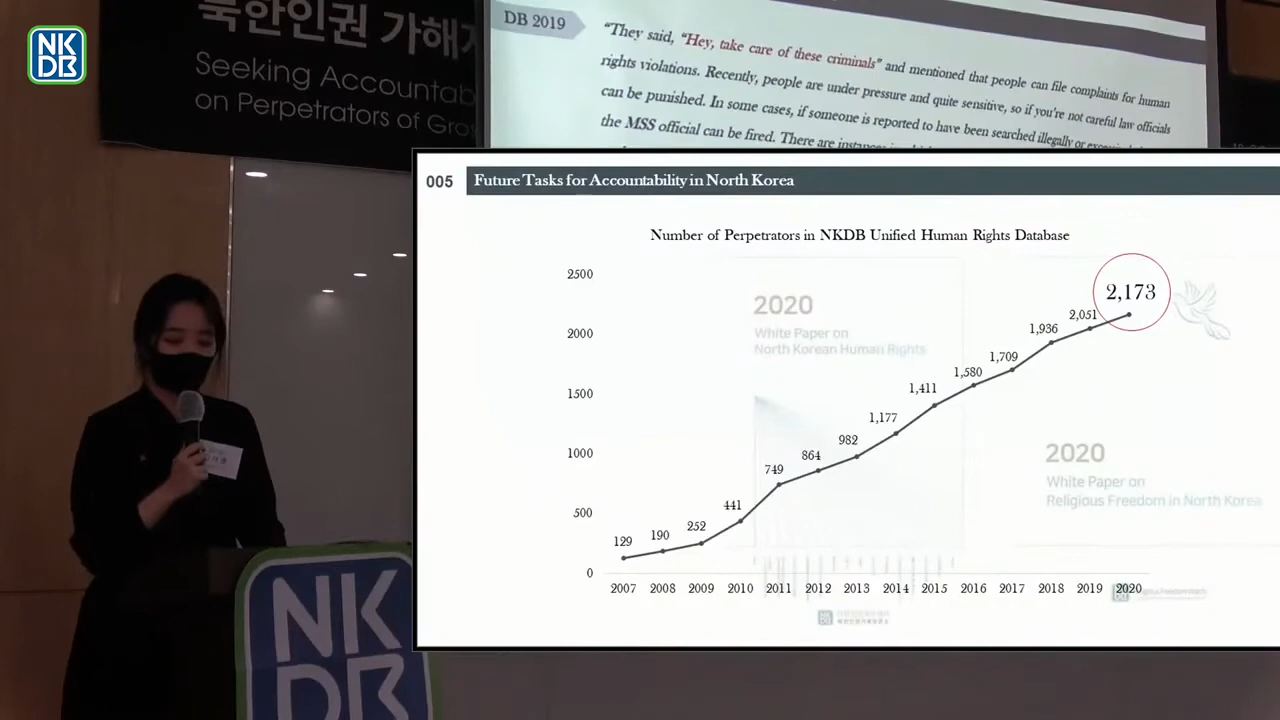 NK
DB
북한인권 가해자
Seeking Accountab
on Perpetrators of Gros
DB 2019
“They said, “Hey, take care of these criminals” and mentioned that people can file complaints for human
rights violations. Recently, people are under pressure and quite sensitive, so if you're not careful law officials
can be punished. In some cases, if someone is reported to have been searched illegally or
the MSS official can be fired. There are
005
Future Tasks for Accountability in North Korea
Number of Perpetrators in NKDB Unified Human Rights Database
2500
2000
1500
1000
500
0
129
190
252
441
749
864
982
1,177
1,411
1,580
1,709
1,936
2,051
2,173
2007 2008 2009 2010 2011 2012 2013 2014 2015 2016 2017 2018 2019 2020
2020
White Paper on
North Korean Human Rights
2020
White Paper on
Religious Freedom in North Korea
NK
DB